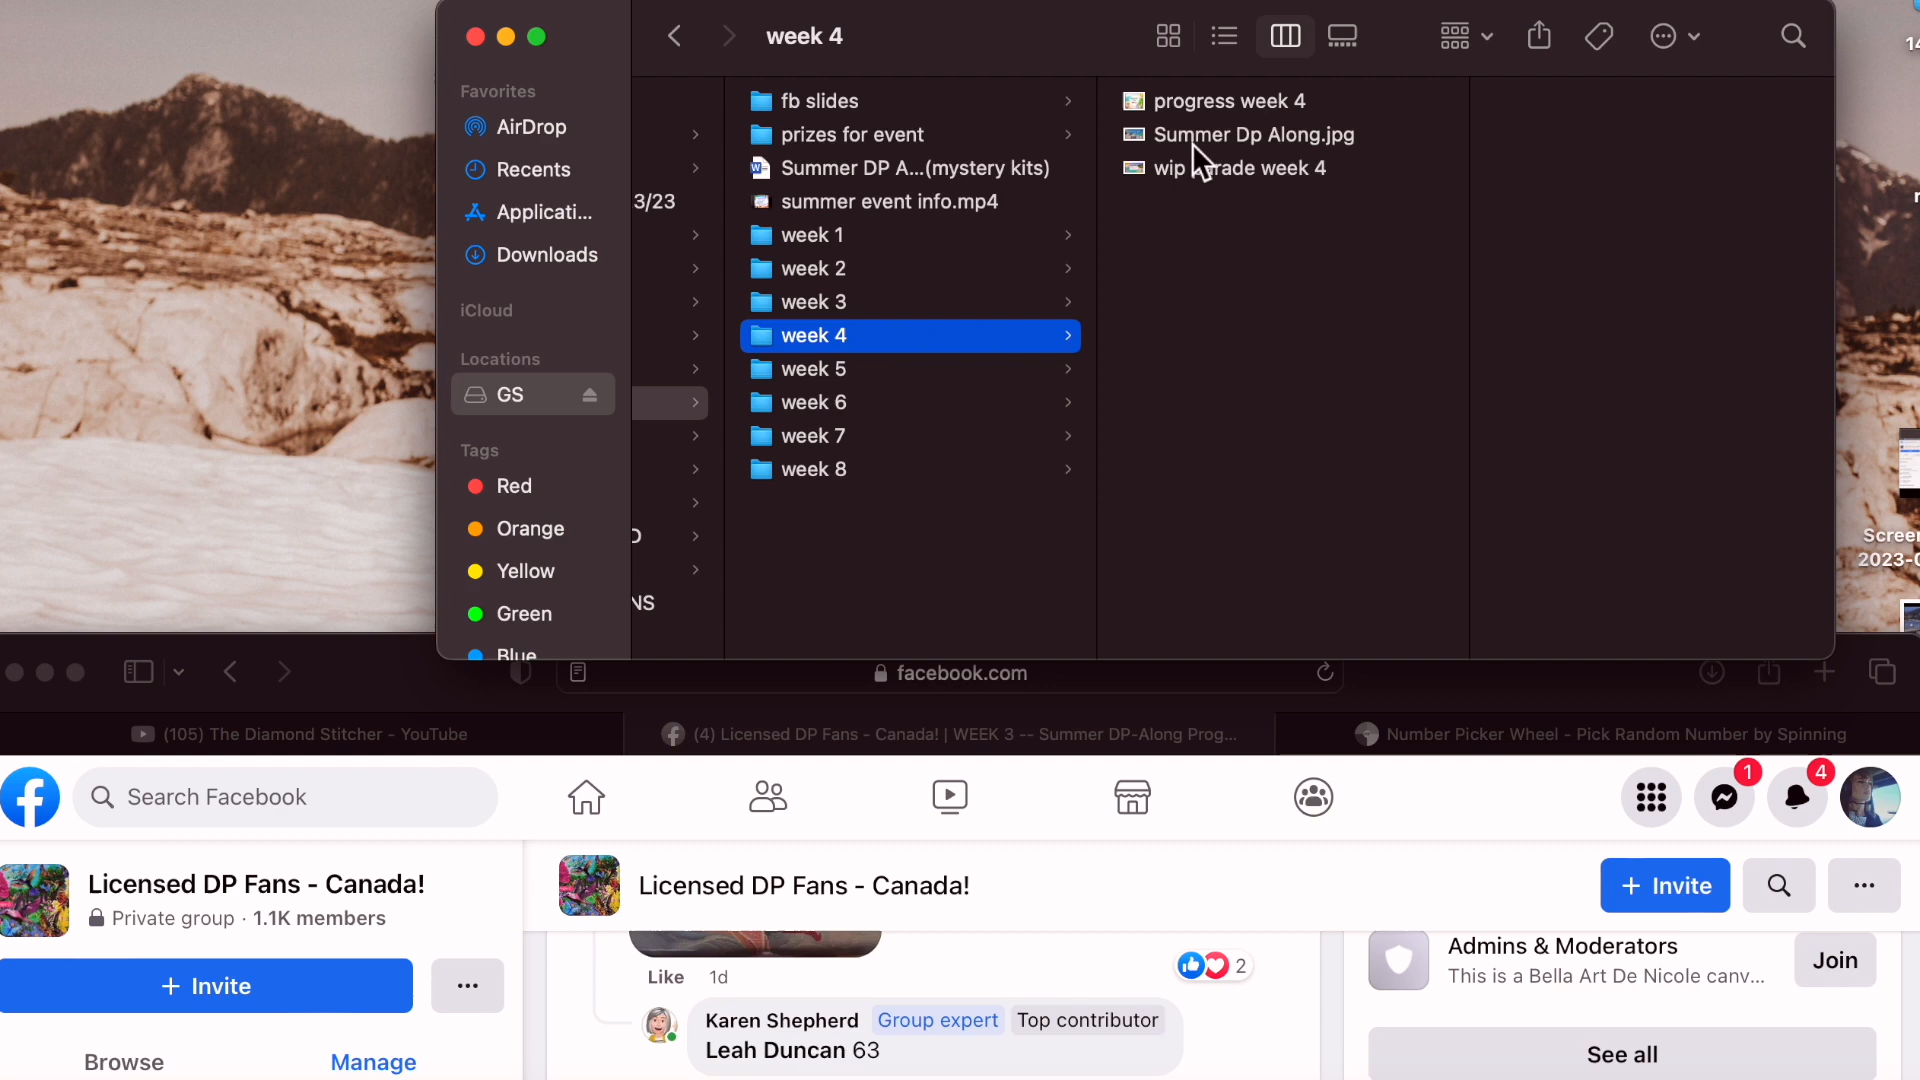 week 4
Favorites
AirDrop
Recents
Applicati...
Downloads
iCloud
Locations
GS
Tags
Red
Orange
Yellow
Green
Blue
3/23
NS
fb slides
prizes for event
Summer DP A...(mystery kits)
summer event info.mp4
week 1
week 2
week 3
week 4
week 5
week 6
week 7
week 8
progress week 4
Summer Dp Along.jpg
wip rade week 4
14
Screen
2023-0
facebook.com
(105) The Diamond Stitcher - YouTube
(4) Licensed DP Fans - Canada! | WEEK 3 -- Summer DP-Along Prog...
Number Picker Wheel - Pick Random Number by Spinning
Search Facebook
1
4
Licensed DP Fans - Canada!
Private group · 1.1K members
+ Invite
Browse
Manage
Licensed DP Fans - Canada!
+ Invite
Like 1d
2
Karen Shepherd Group expert Top contributor
Leah Duncan 63
Admins & Moderators
This is a Bella Art De Nicole canv...
Join
See all